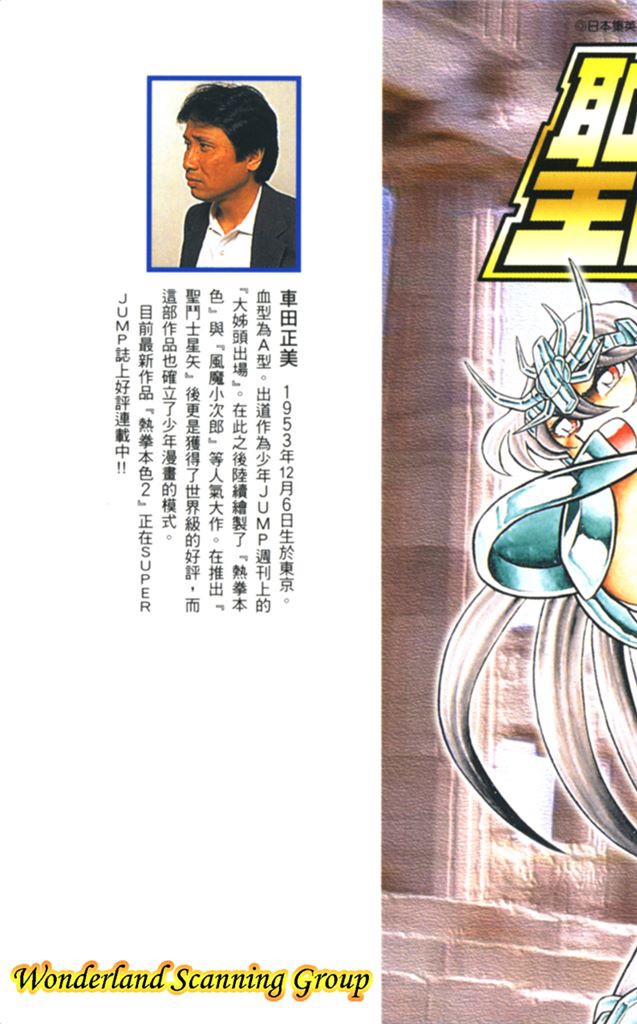 車田正美　1953年12月6日生於東京。
血型為A型。出道作為少年JUMP週刊上的
『大姊頭出場』。在此之後陸續繪製了『熱拳本
色』與『風魔小次郎』等人氣大作。在推出『
聖鬥士星矢』後更是獲得了世界級的好評，而
這部作品也確立了少年漫畫的模式。
目前最新作品『熱拳本色2』正在SUPER
JUMP誌上好評連載中!!
©日本集英
Wonderland Scanning Group